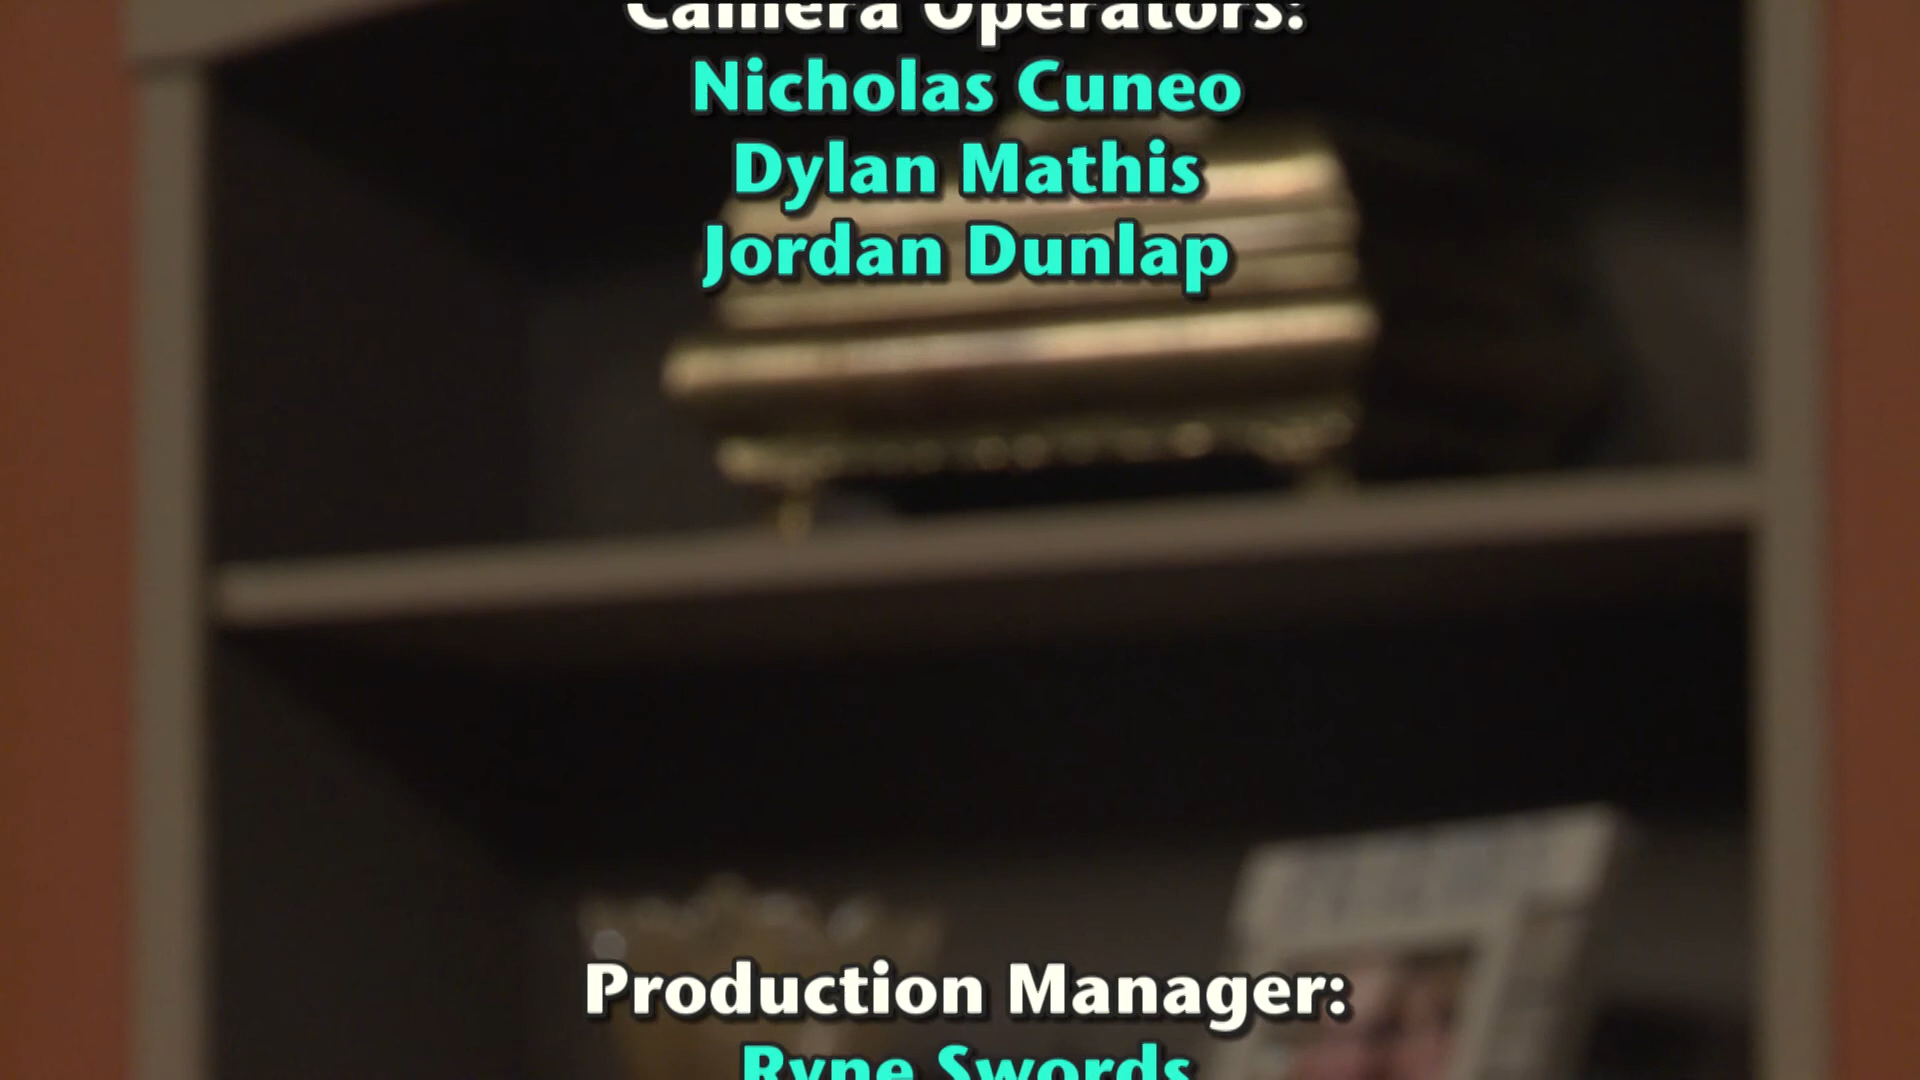 Camera Operators:
Nicholas Cuneo
Dylan Mathis
Jordan Dunlap
Production Manager:
Ryne Swords